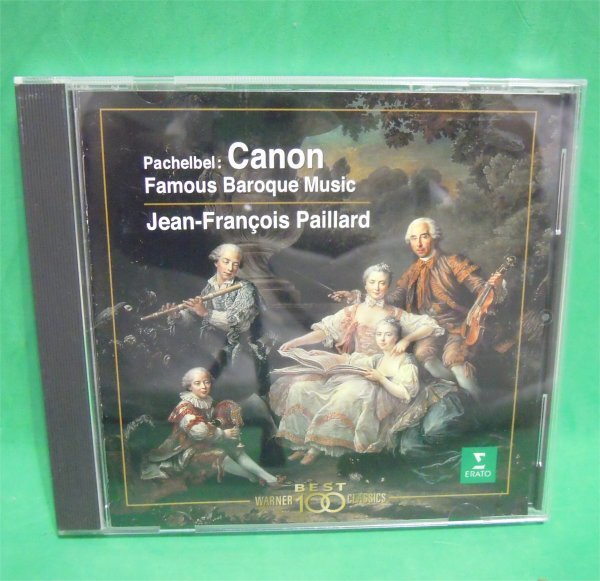 Pachelbel: Canon
Famous Baroque Music
Jean-François Paillard
ERATO
BEST
WARNER 100 CLASSICS